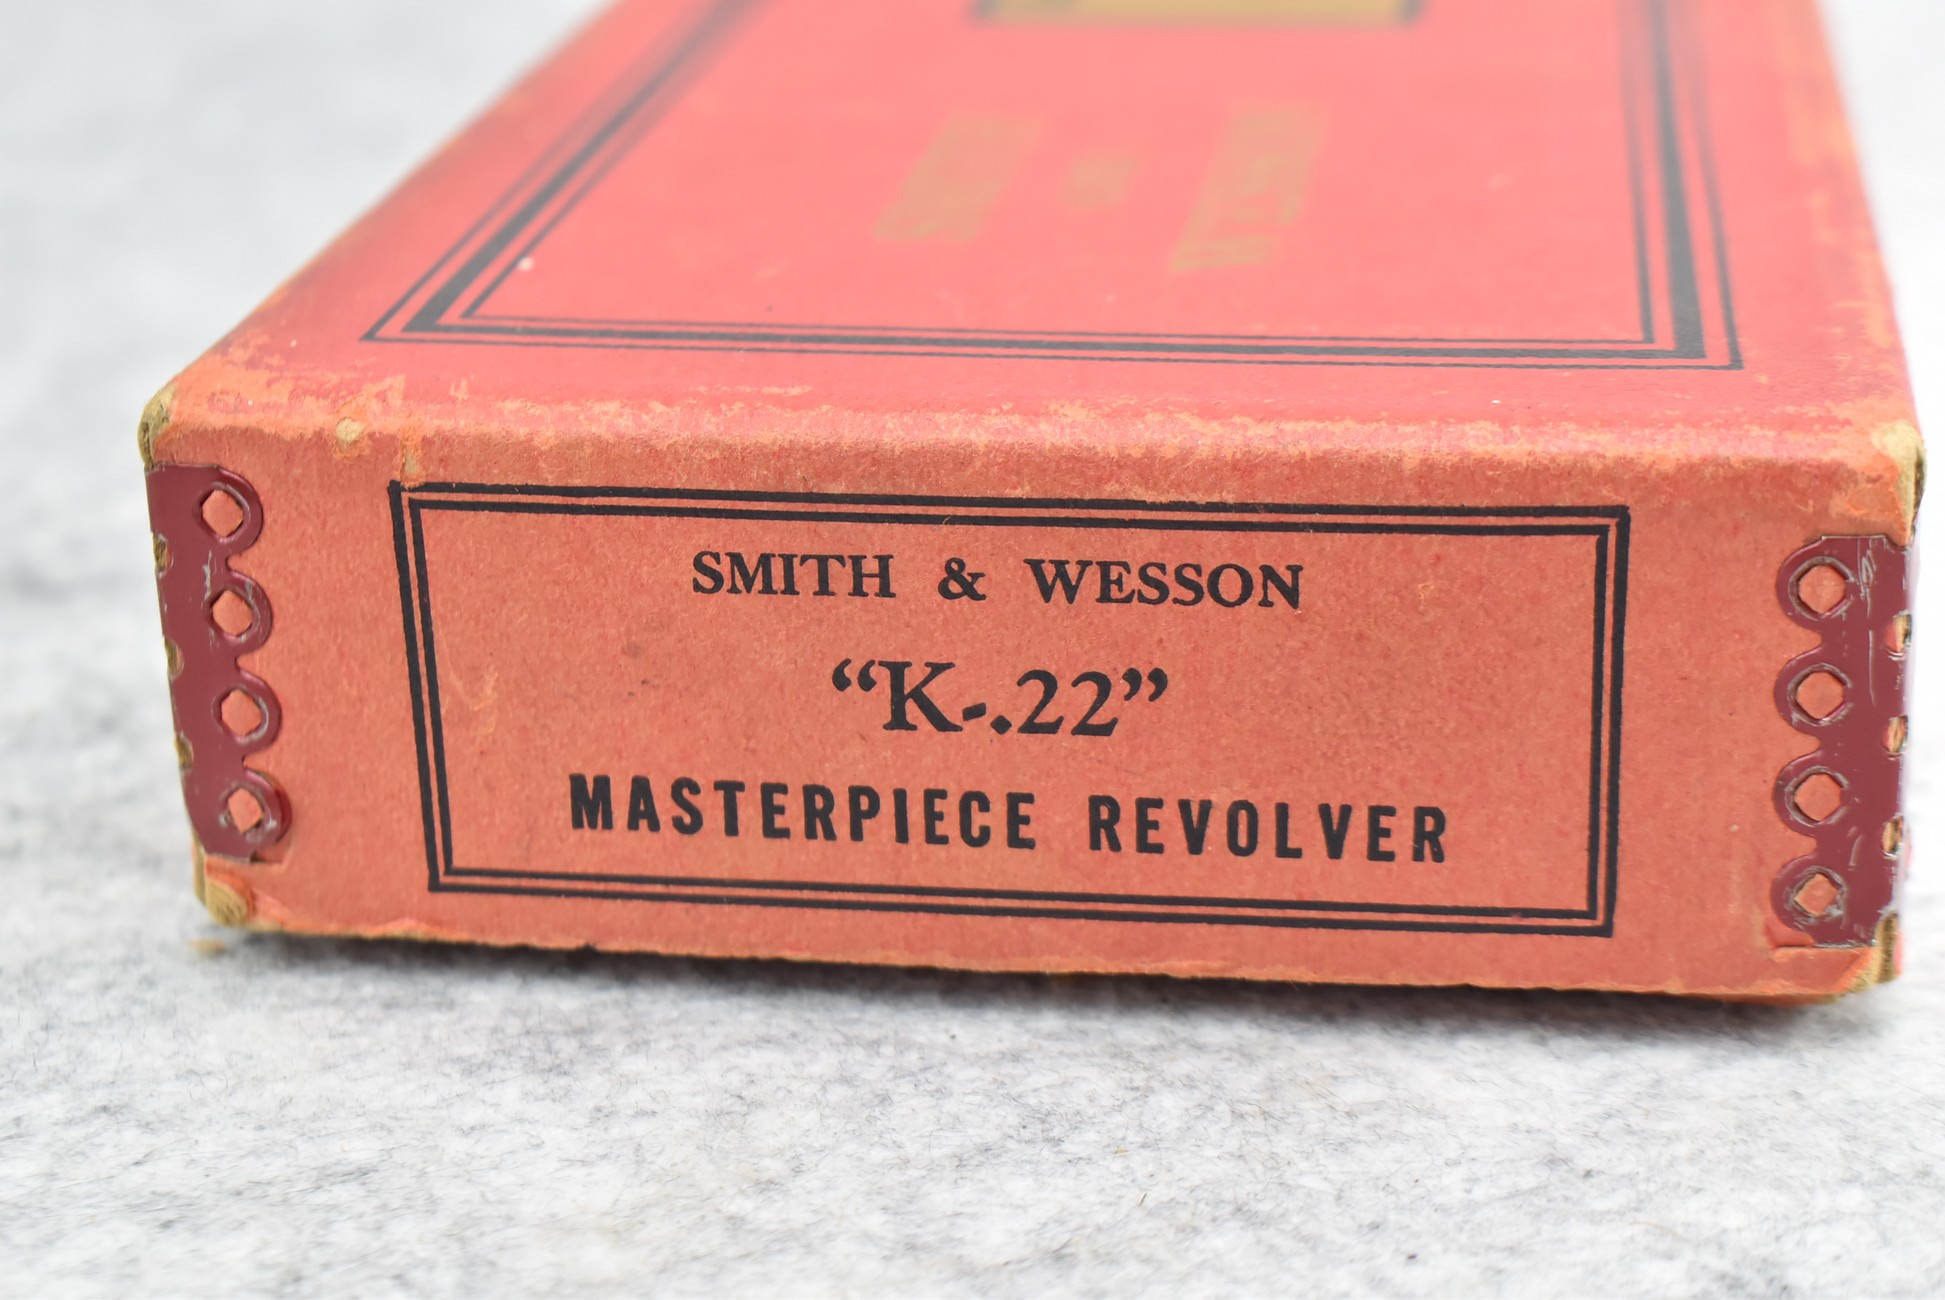 SMITH & WESSON
“K-.22”
MASTERPIECE REVOLVER